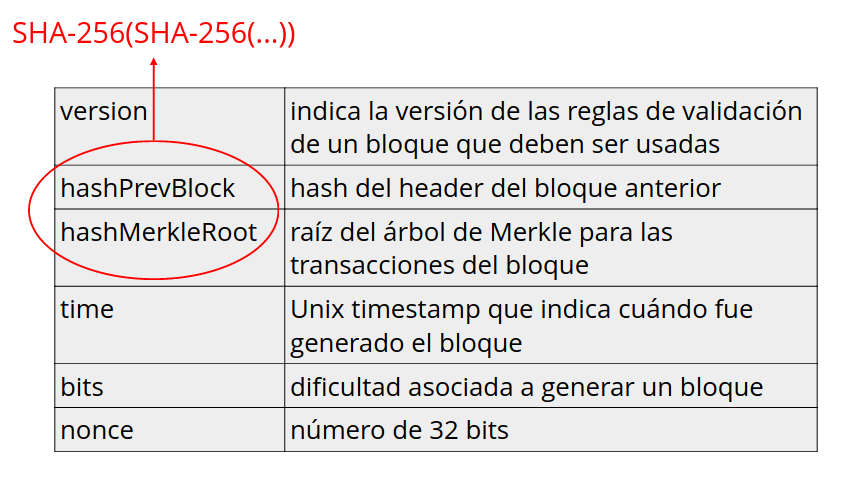 SHA-256(SHA-256(...))
version
indica la versión de las reglas de validación
de un bloque que deben ser usadas
hashPrevBlock
hash del header del bloque anterior
hashMerkleRoot
raíz del árbol de Merkle para las
transacciones del bloque
time
Unix timestamp que indica cuándo fue
generado el bloque
bits
dificultad asociada a generar un bloque
nonce
número de 32 bits